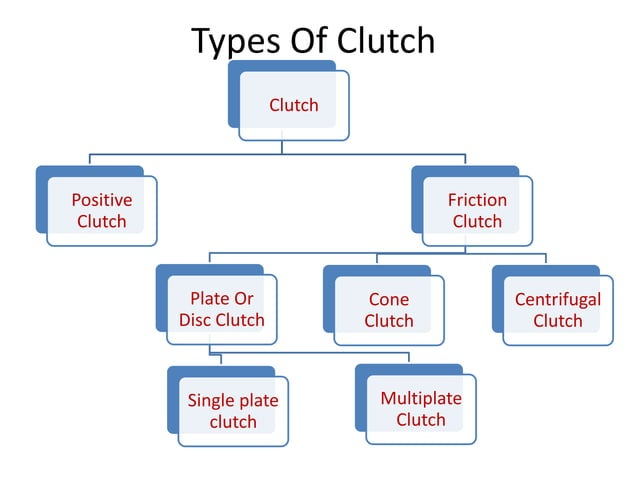 Types Of Clutch
Clutch
Positive
Clutch
Friction
Clutch
Plate Or
Disc Clutch
Cone
Clutch
Centrifugal
Clutch
Single plate
clutch
Multiplate
Clutch